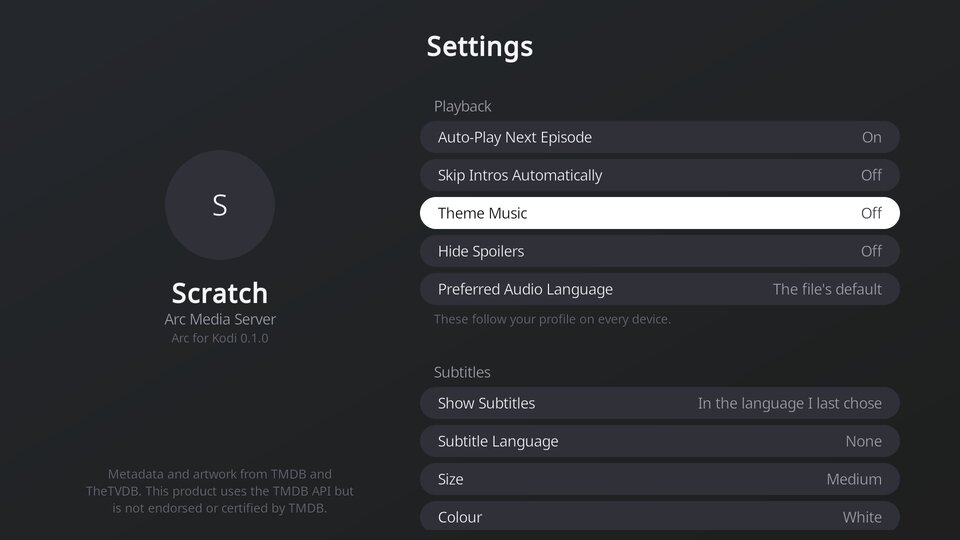 Settings
S
Scratch
Arc Media Server
Arc for Kodi 0.1.0
Metadata and artwork from TMDB and
TheTVDB. This product uses the TMDB API but
is not endorsed or certified by TMDB.
Playback
Auto-Play Next Episode On
Skip Intros Automatically Off
Theme Music Off
Hide Spoilers Off
Preferred Audio Language The file's default
These follow your profile on every device.
Subtitles
Show Subtitles In the language I last chose
Subtitle Language None
Size Medium
Colour White